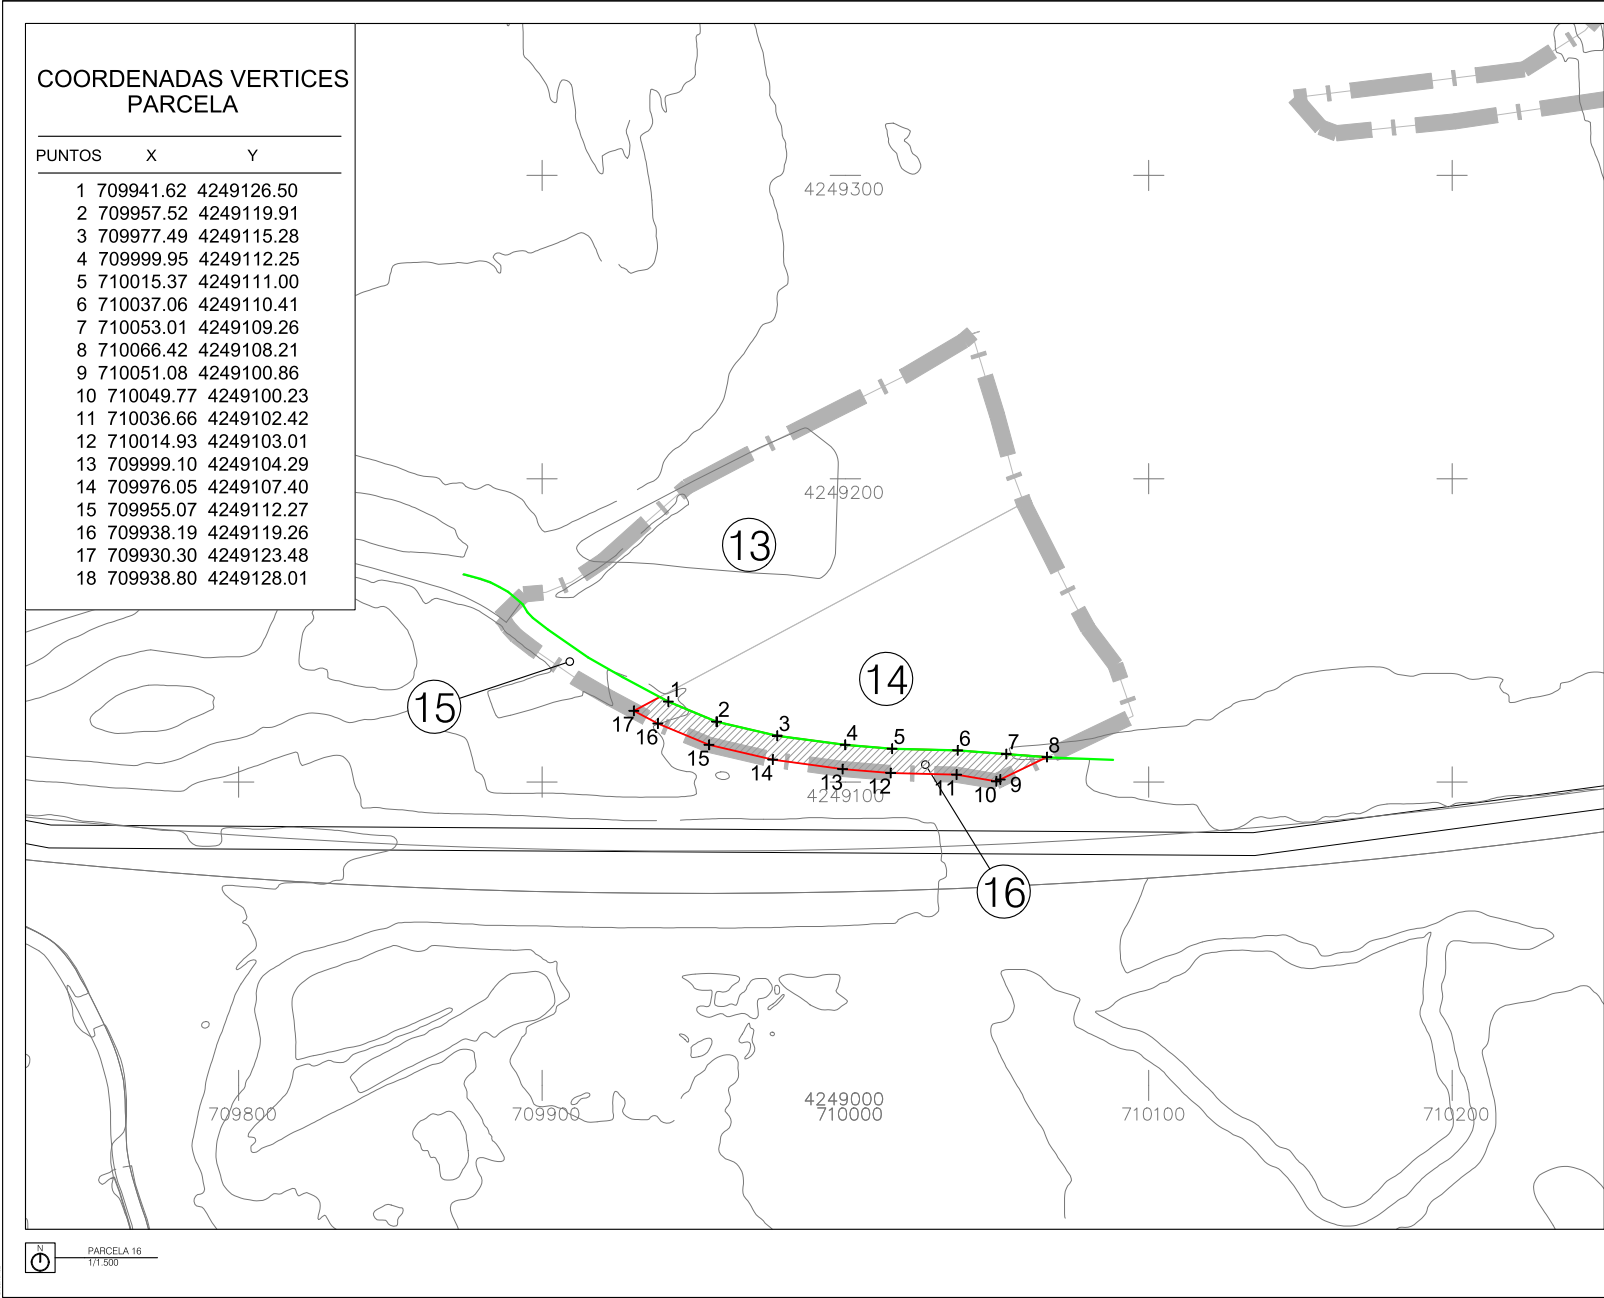 COORDENADAS VERTICES
PARCELA
PUNTOS X Y
1 709941.62 4249126.50
2 709957.52 4249119.91
3 709977.49 4249115.28
4 709999.95 4249112.25
5 710015.37 4249111.00
6 710037.06 4249110.41
7 710053.01 4249109.26
8 710066.42 4249108.21
9 710051.08 4249100.86
10 710049.77 4249100.23
11 710036.66 4249102.42
12 710014.93 4249103.01
13 709999.10 4249104.29
14 709976.05 4249107.40
15 709955.07 4249112.27
16 709938.19 4249119.26
17 709930.30 4249123.48
18 709938.80 4249128.01
4249300
4249200
13
14
15
1
2
3
4
5
6
7
8
17
16
15
14
13
12
11
10
9
4249100
16
4249000
709800
709900
710000
710100
710200
N
PARCELA 16
1/1.500